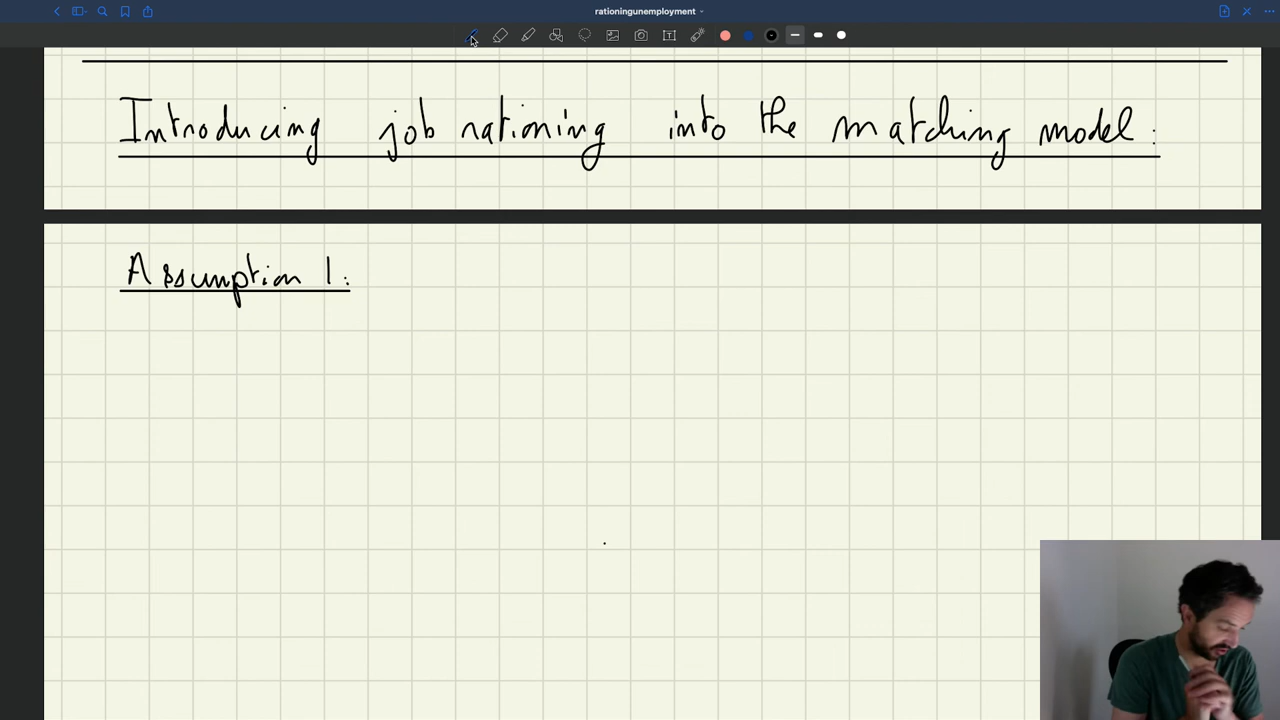 rationingunemployment
Introducing job rationing into the matching model:
Assumption 1: